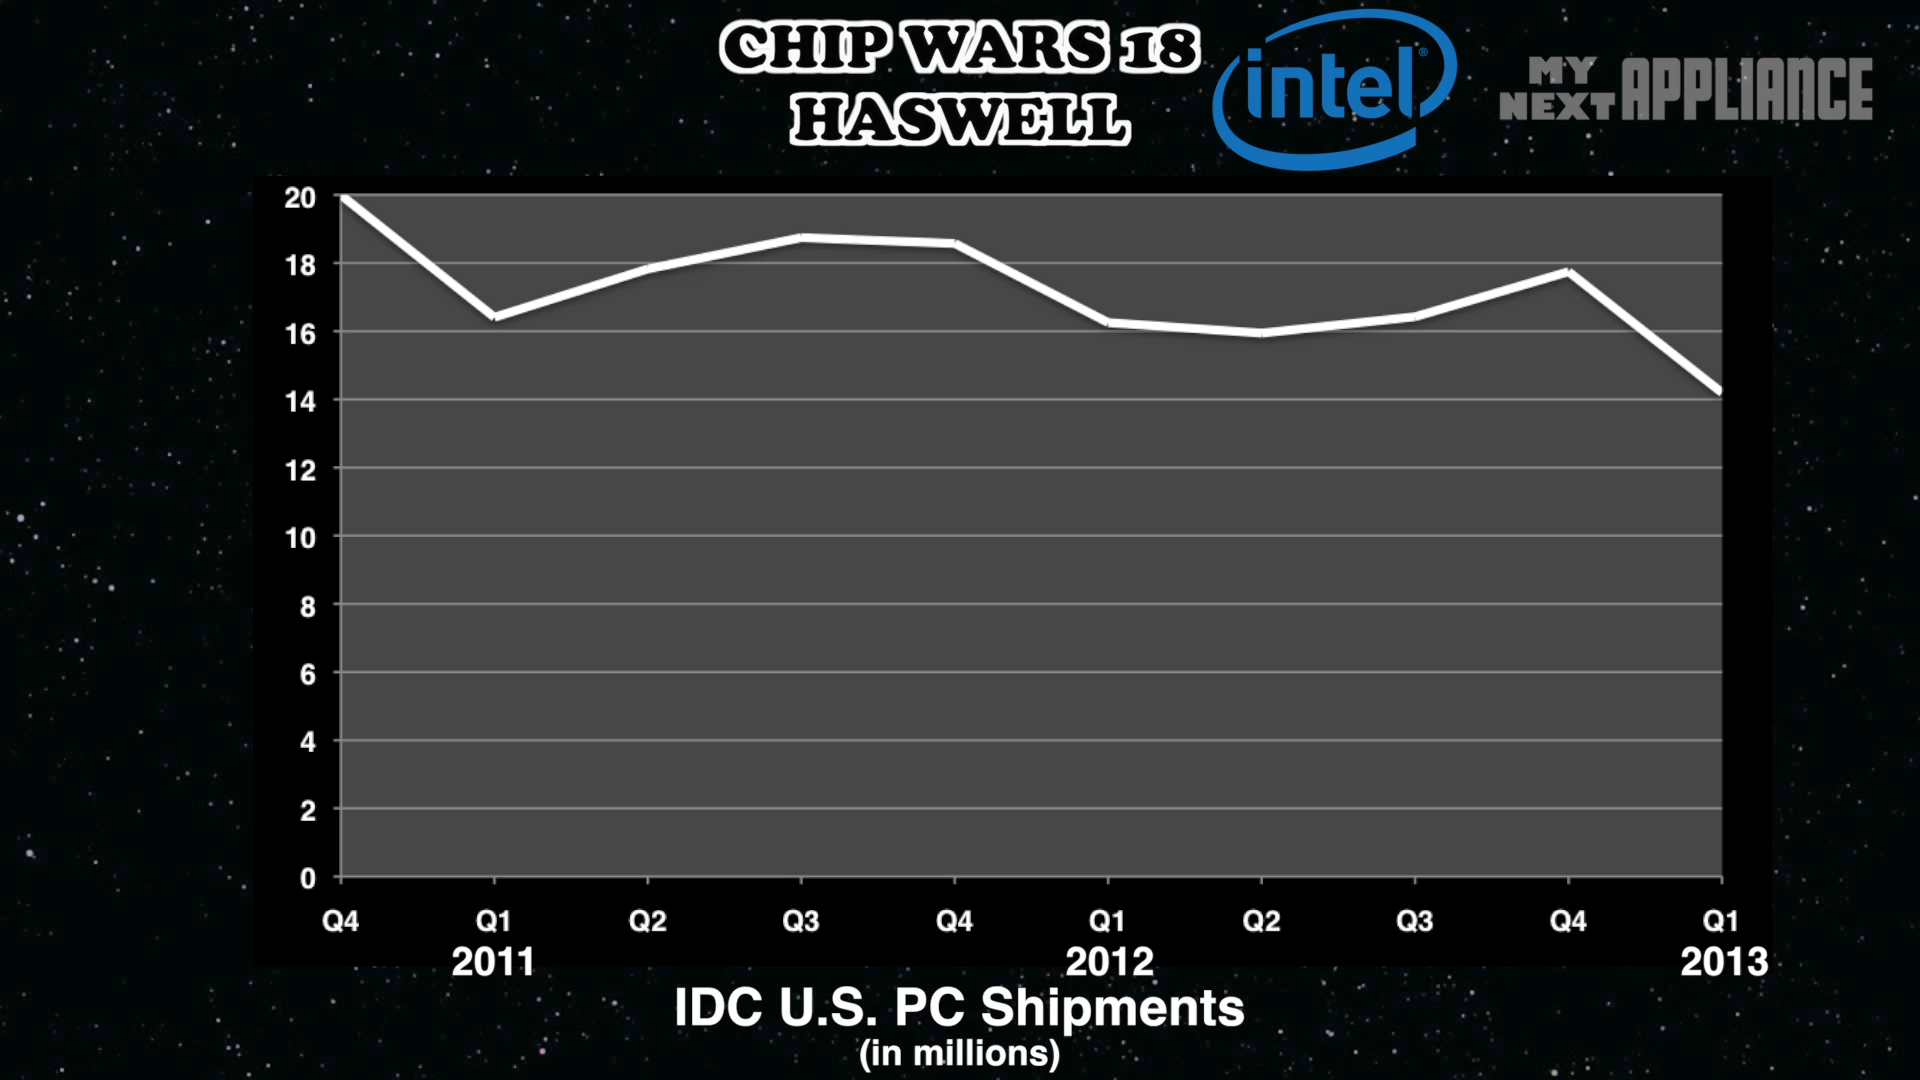 CHIP WARS 18
HASWELL
intel®
MY
NEXT APPLIANCE
20
18
16
14
12
10
8
6
4
2
0
Q4 Q1 Q2 Q3 Q4 Q1 Q2 Q3 Q4 Q1
2011 2012 2013
IDC U.S. PC Shipments
(in millions)